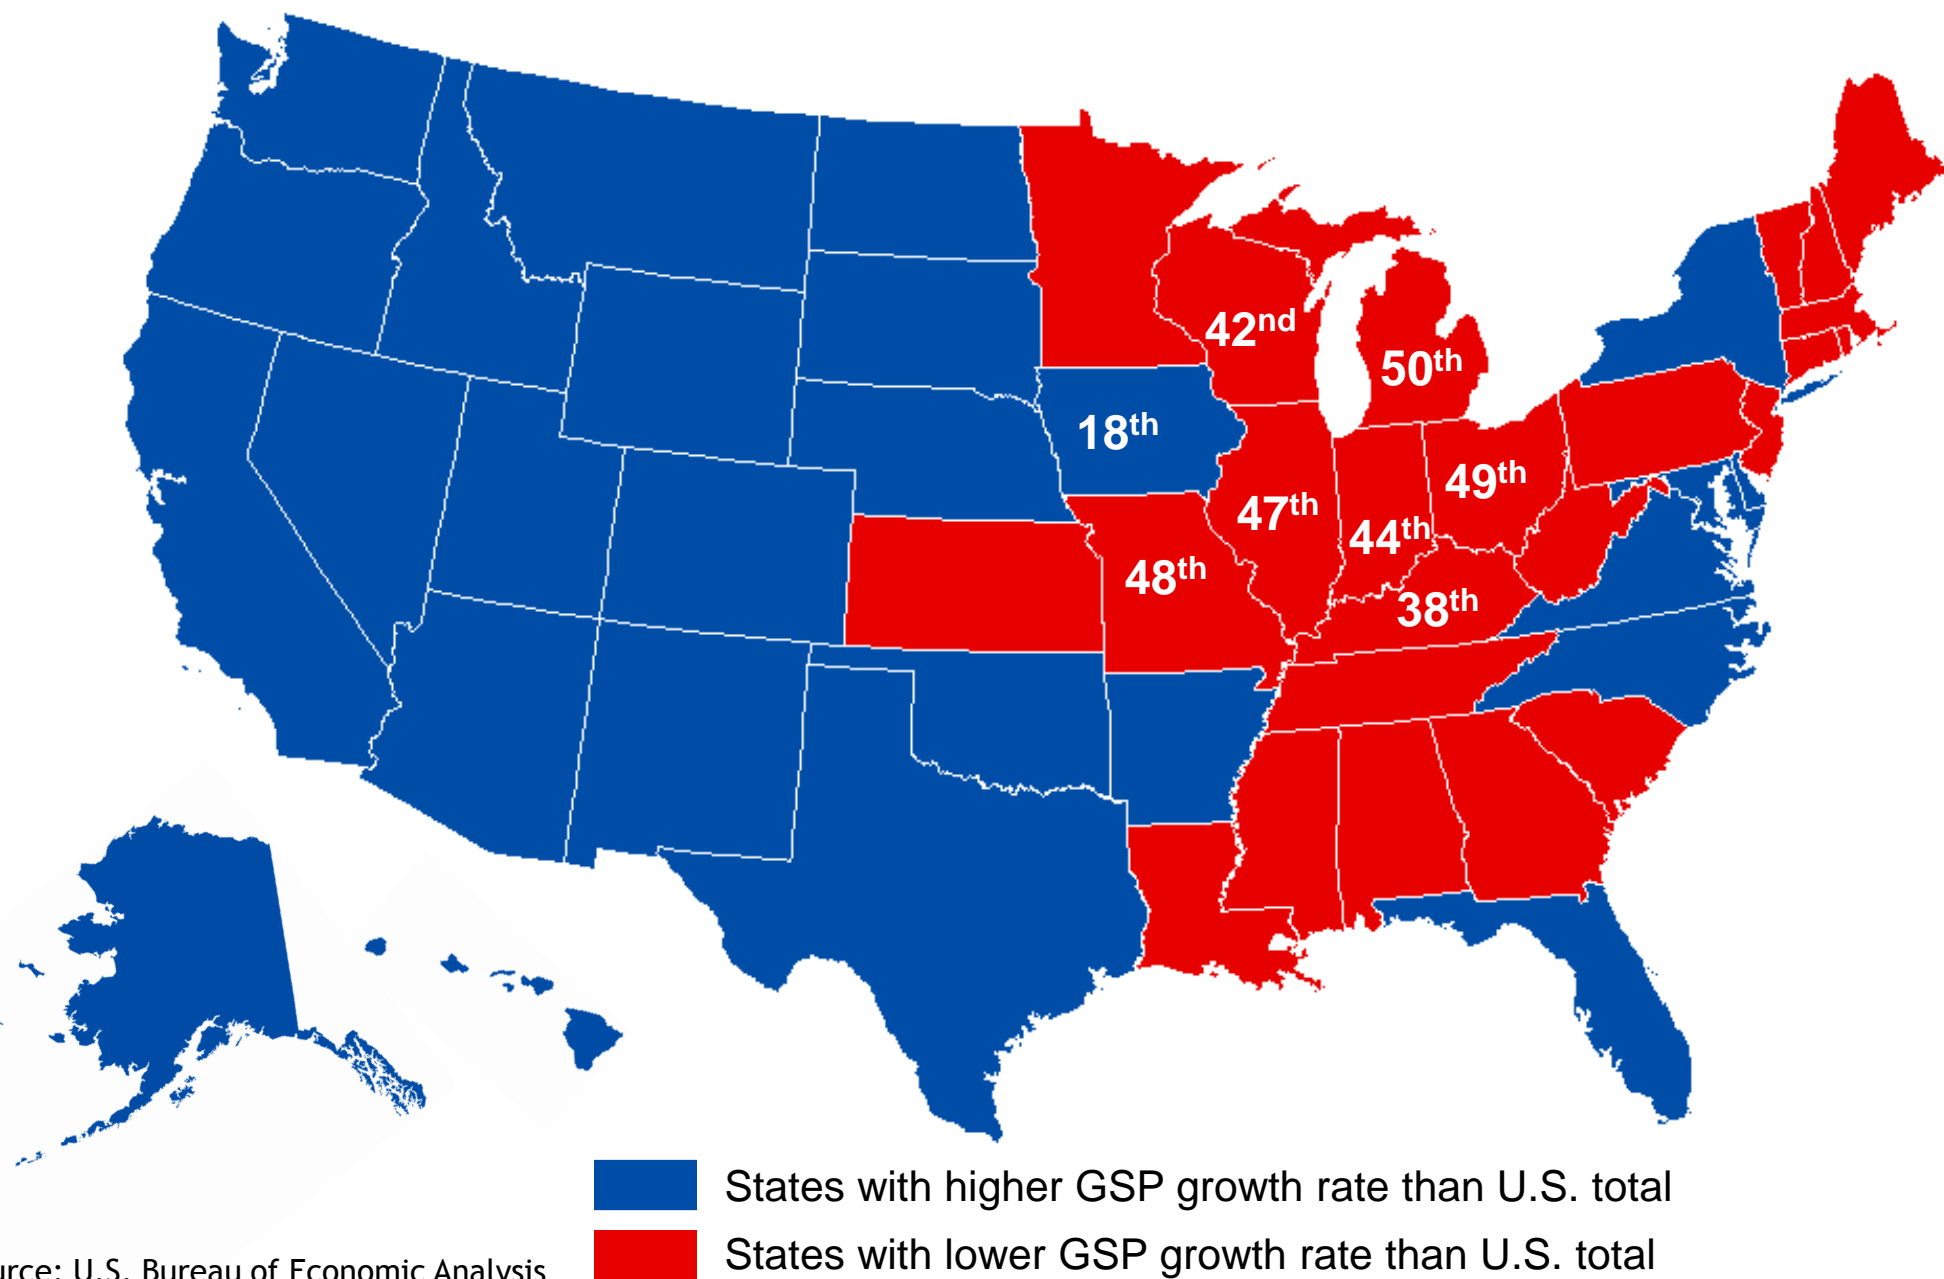 42nd
50th
18th
49th
47th
44th
48th
38th
States with higher GSP growth rate than U.S. total
States with lower GSP growth rate than U.S. total
urce: U.S. Bureau of Economic Analysis